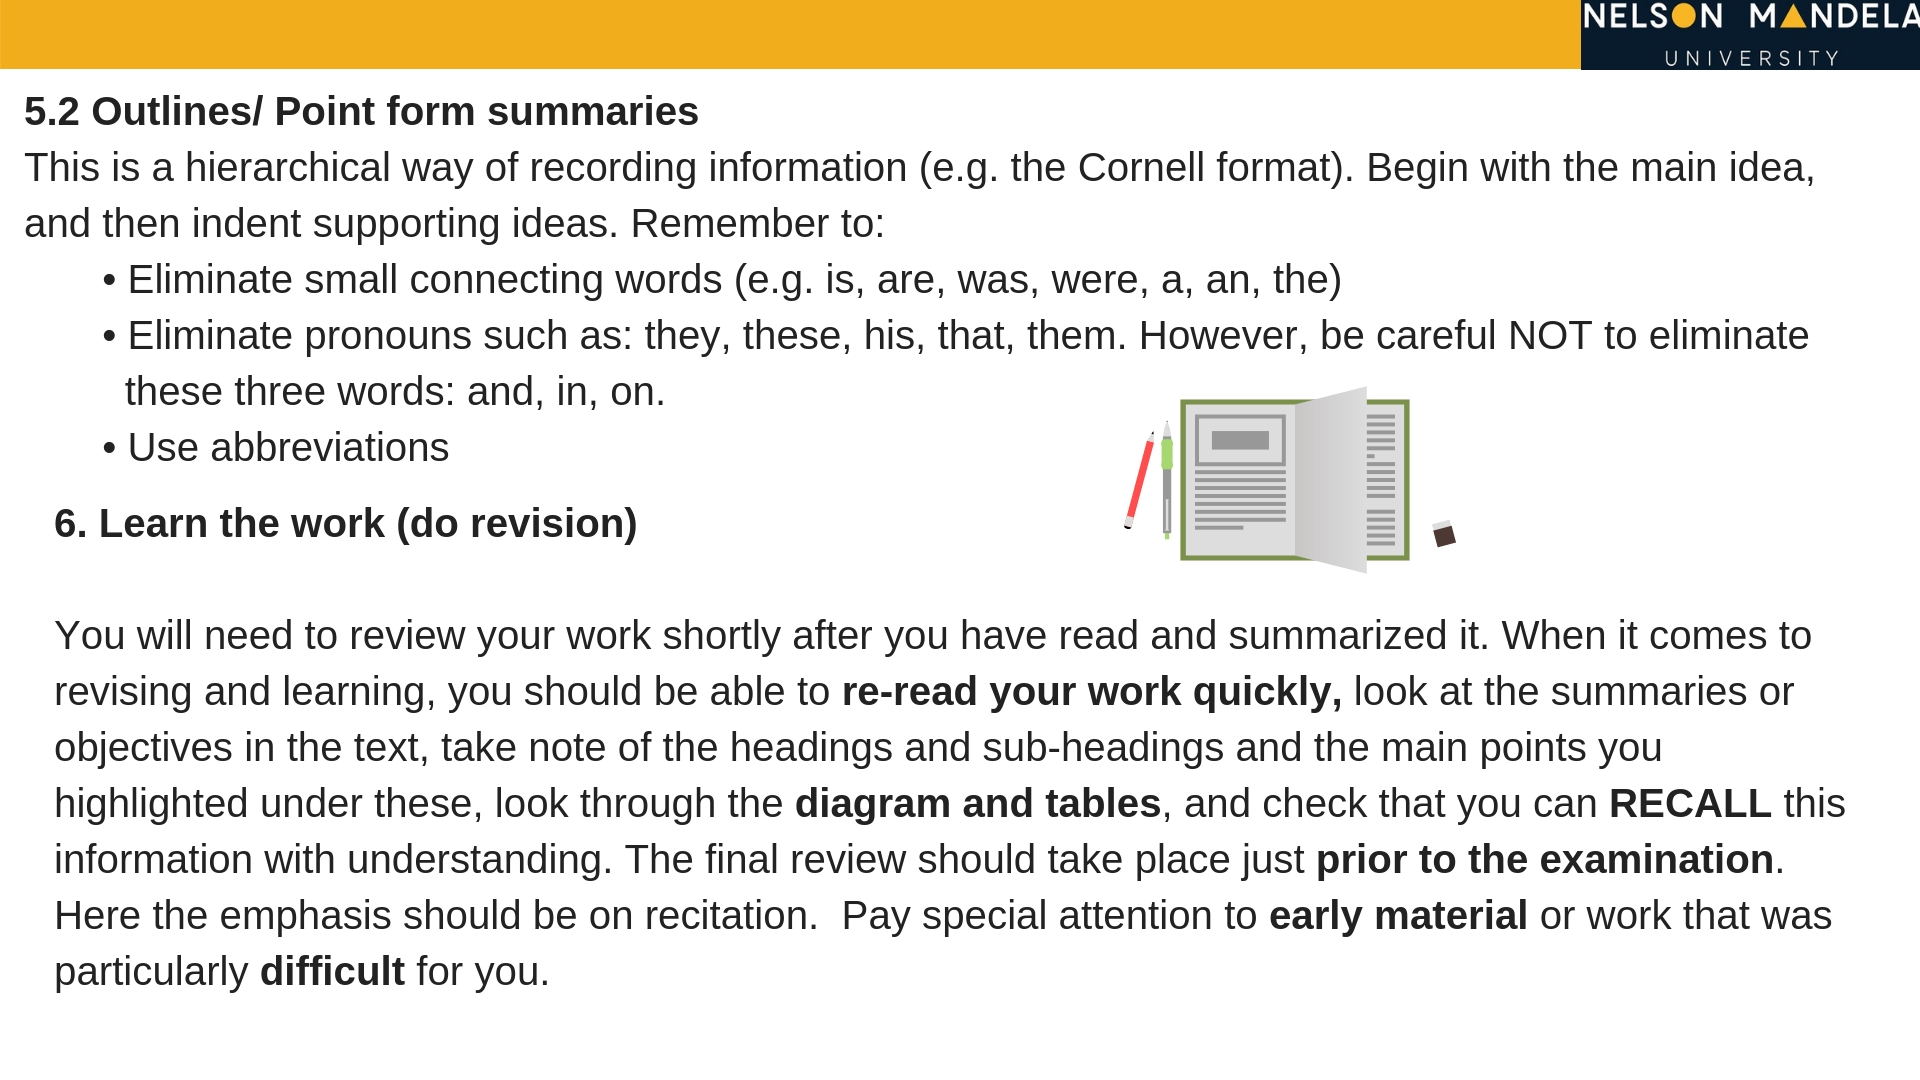 NELSON MANDELA
UNIVERSITY
5.2 Outlines/ Point form summaries
This is a hierarchical way of recording information (e.g. the Cornell format). Begin with the main idea,
and then indent supporting ideas. Remember to:
• Eliminate small connecting words (e.g. is, are, was, were, a, an, the)
• Eliminate pronouns such as: they, these, his, that, them. However, be careful NOT to eliminate
these three words: and, in, on.
• Use abbreviations
6. Learn the work (do revision)
You will need to review your work shortly after you have read and summarized it. When it comes to
revising and learning, you should be able to re-read your work quickly, look at the summaries or
objectives in the text, take note of the headings and sub-headings and the main points you
highlighted under these, look through the diagram and tables, and check that you can RECALL this
information with understanding. The final review should take place just prior to the examination.
Here the emphasis should be on recitation.  Pay special attention to early material or work that was
particularly difficult for you.